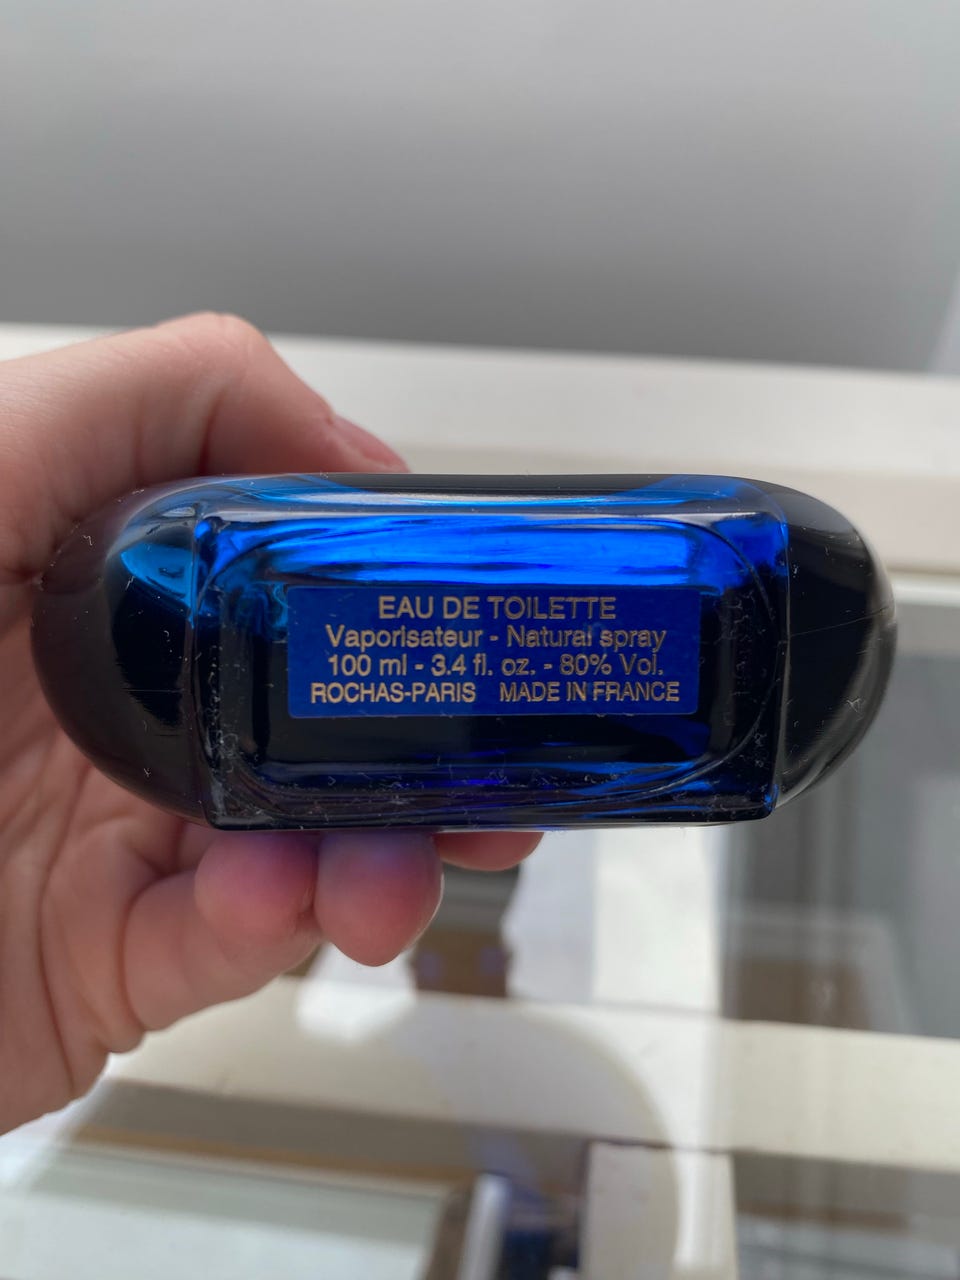 EAU DE TOILETTE
Vaporisateur - Natural spray
100 ml - 3.4 fl. oz. - 80% Vol.
ROCHAS-PARIS MADE IN FRANCE